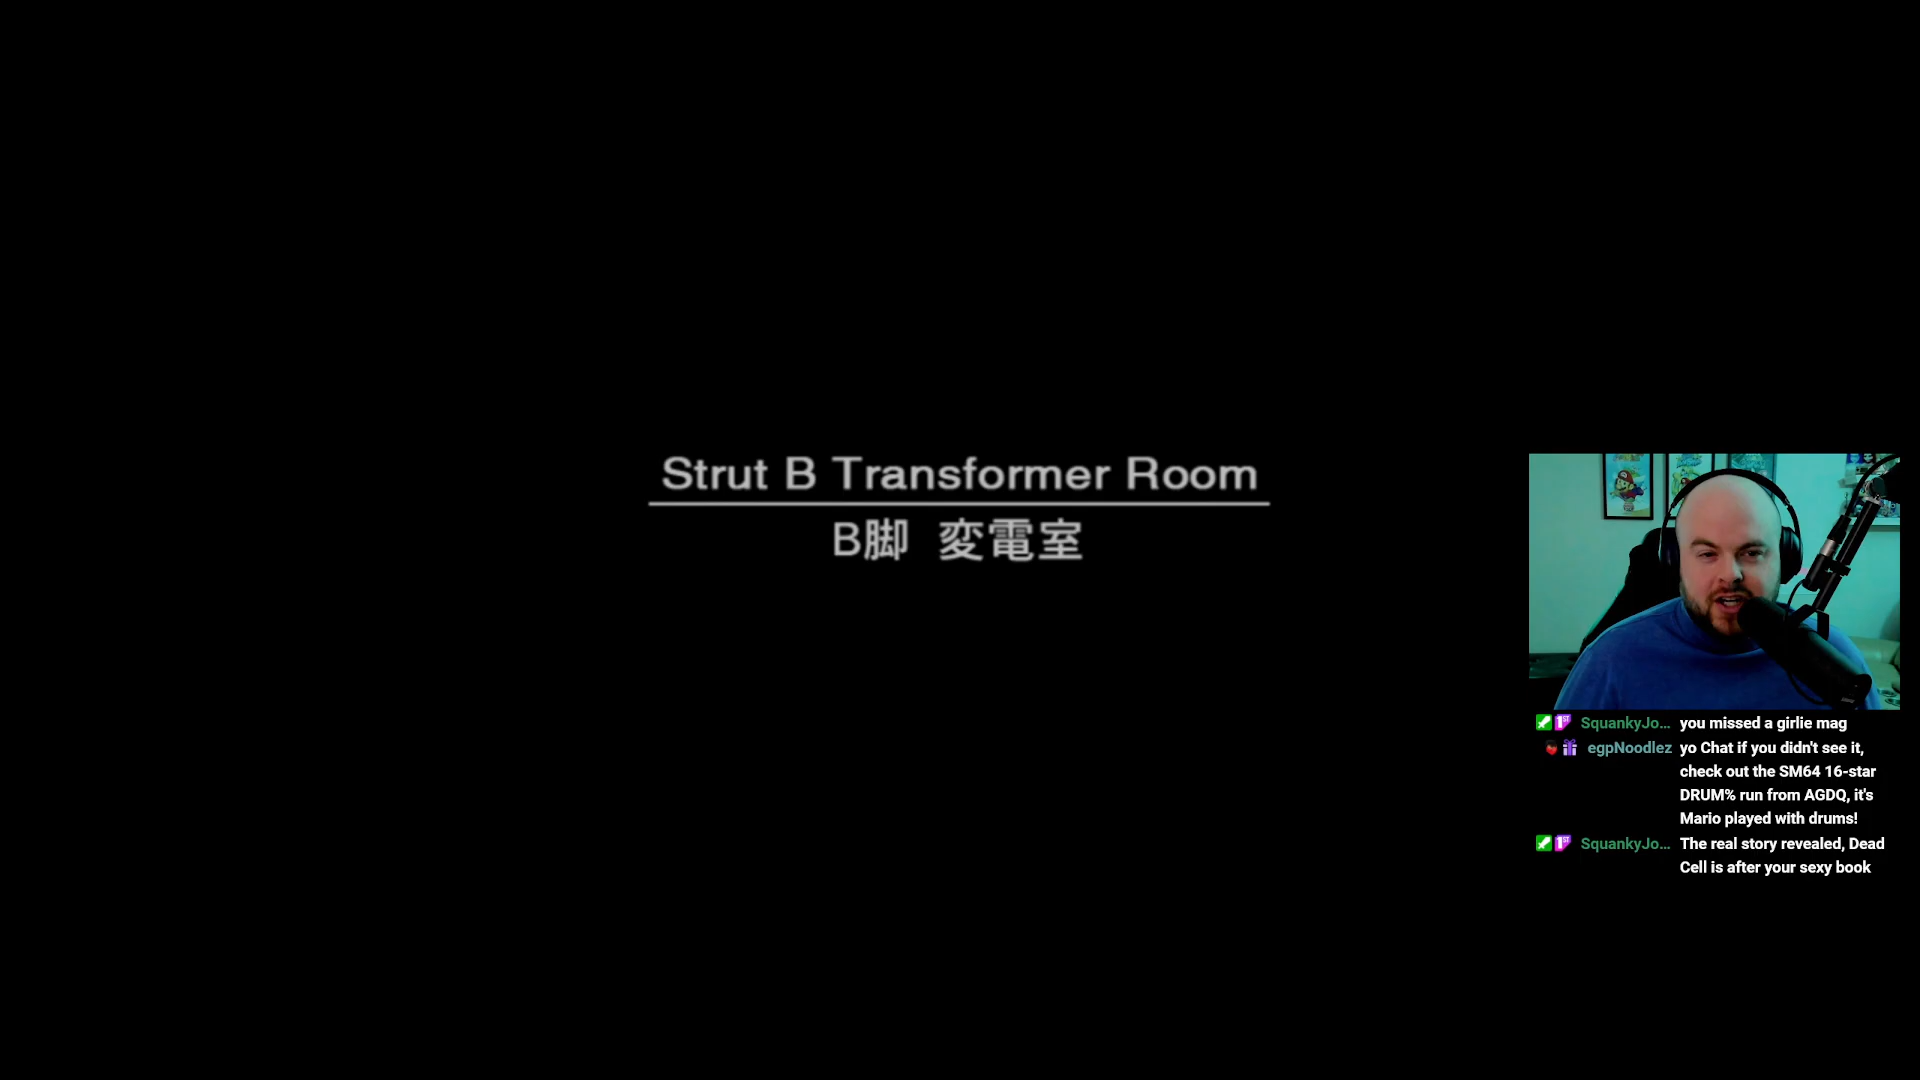 Strut B Transformer Room
B脚 変電室
SquankyJo... you missed a girlie mag
egpNoodlez yo Chat if you didn't see it,
check out the SM64 16-star
DRUM% run from AGDQ, it's
Mario played with drums!
SquankyJo... The real story revealed, Dead
Cell is after your sexy book